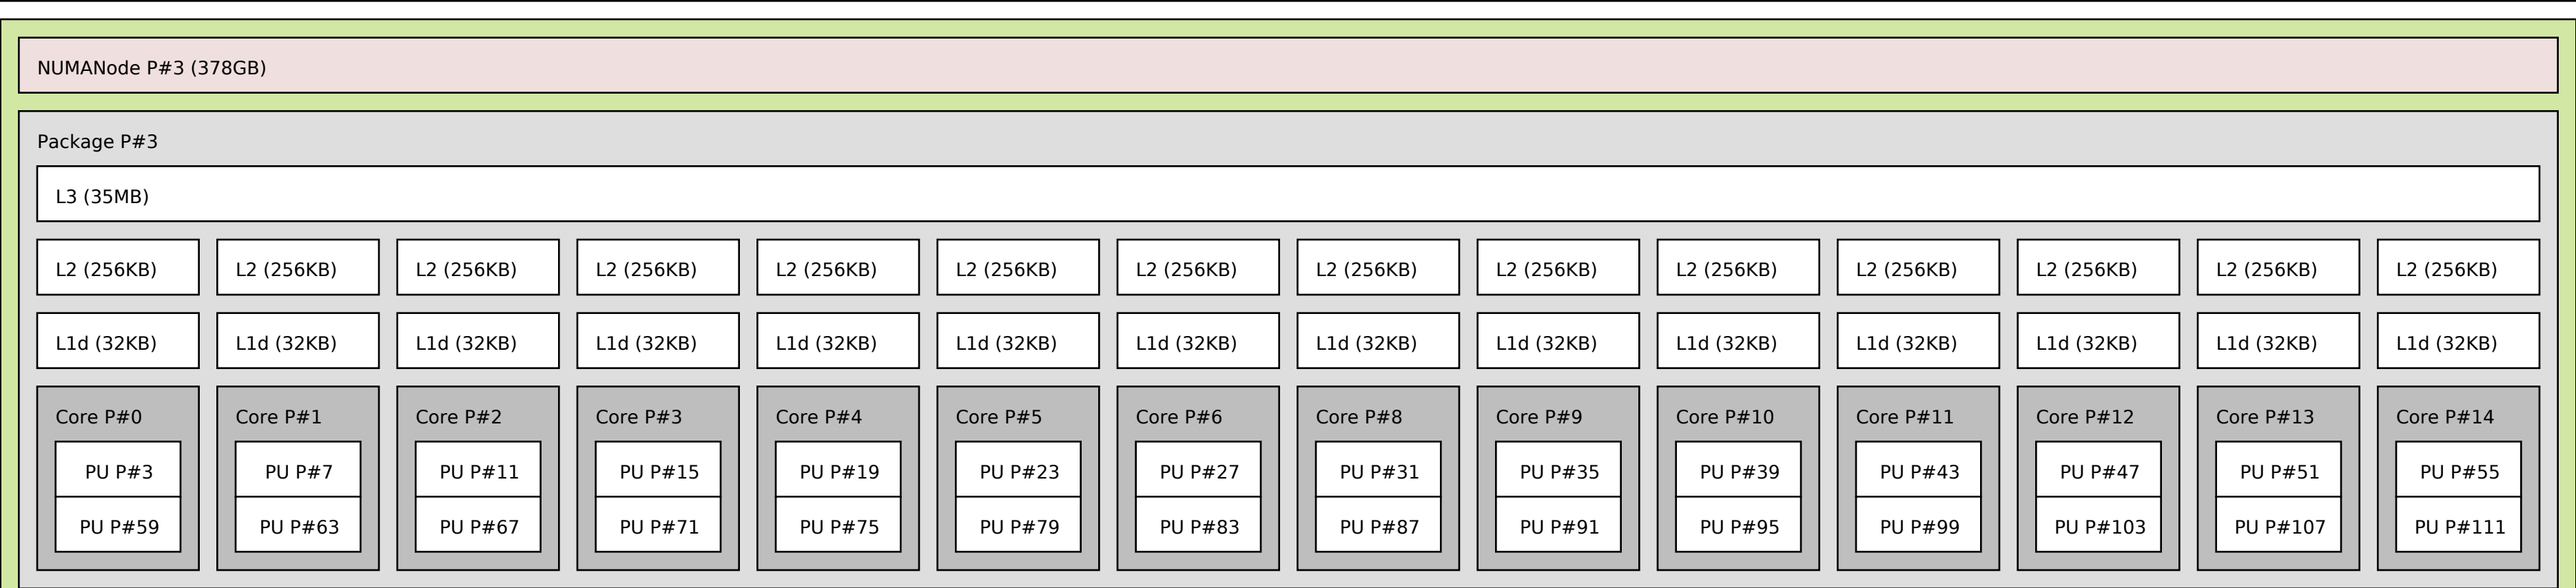 NUMANode P#3 (378GB)
Package P#3
L3 (35MB)
L2 (256KB) L2 (256KB) L2 (256KB) L2 (256KB) L2 (256KB) L2 (256KB) L2 (256KB) L2 (256KB) L2 (256KB) L2 (256KB) L2 (256KB) L2 (256KB) L2 (256KB) L2 (256KB)
L1d (32KB) L1d (32KB) L1d (32KB) L1d (32KB) L1d (32KB) L1d (32KB) L1d (32KB) L1d (32KB) L1d (32KB) L1d (32KB) L1d (32KB) L1d (32KB) L1d (32KB) L1d (32KB)
Core P#0 Core P#1 Core P#2 Core P#3 Core P#4 Core P#5 Core P#6 Core P#8 Core P#9 Core P#10 Core P#11 Core P#12 Core P#13 Core P#14
PU P#3 PU P#7 PU P#11 PU P#15 PU P#19 PU P#23 PU P#27 PU P#31 PU P#35 PU P#39 PU P#43 PU P#47 PU P#51 PU P#55
PU P#59 PU P#63 PU P#67 PU P#71 PU P#75 PU P#79 PU P#83 PU P#87 PU P#91 PU P#95 PU P#99 PU P#103 PU P#107 PU P#111